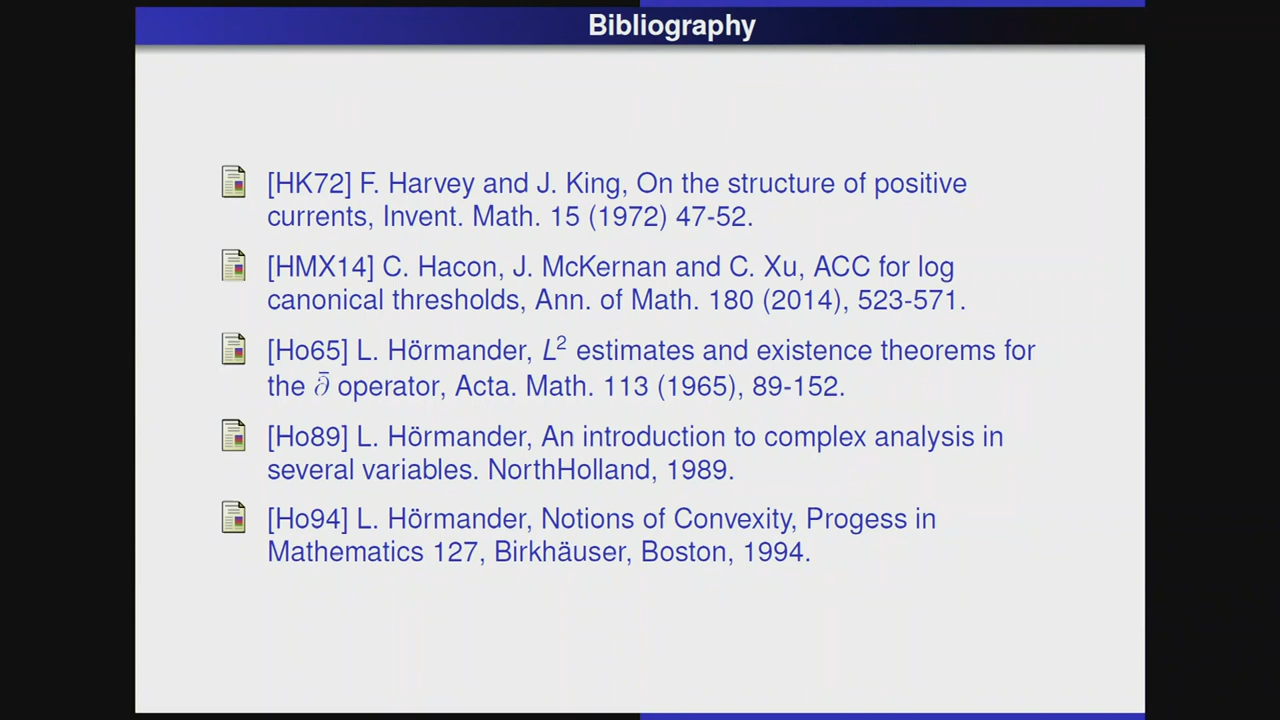 Bibliography
[HK72] F. Harvey and J. King, On the structure of positive
currents, Invent. Math. 15 (1972) 47-52.
[HMX14] C. Hacon, J. McKernan and C. Xu, ACC for log
canonical thresholds, Ann. of Math. 180 (2014), 523-571.
[Ho65] L. Hörmander, L² estimates and existence theorems for
the ∂̄ operator, Acta. Math. 113 (1965), 89-152.
[Ho89] L. Hörmander, An introduction to complex analysis in
several variables. NorthHolland, 1989.
[Ho94] L. Hörmander, Notions of Convexity, Progess in
Mathematics 127, Birkhäuser, Boston, 1994.